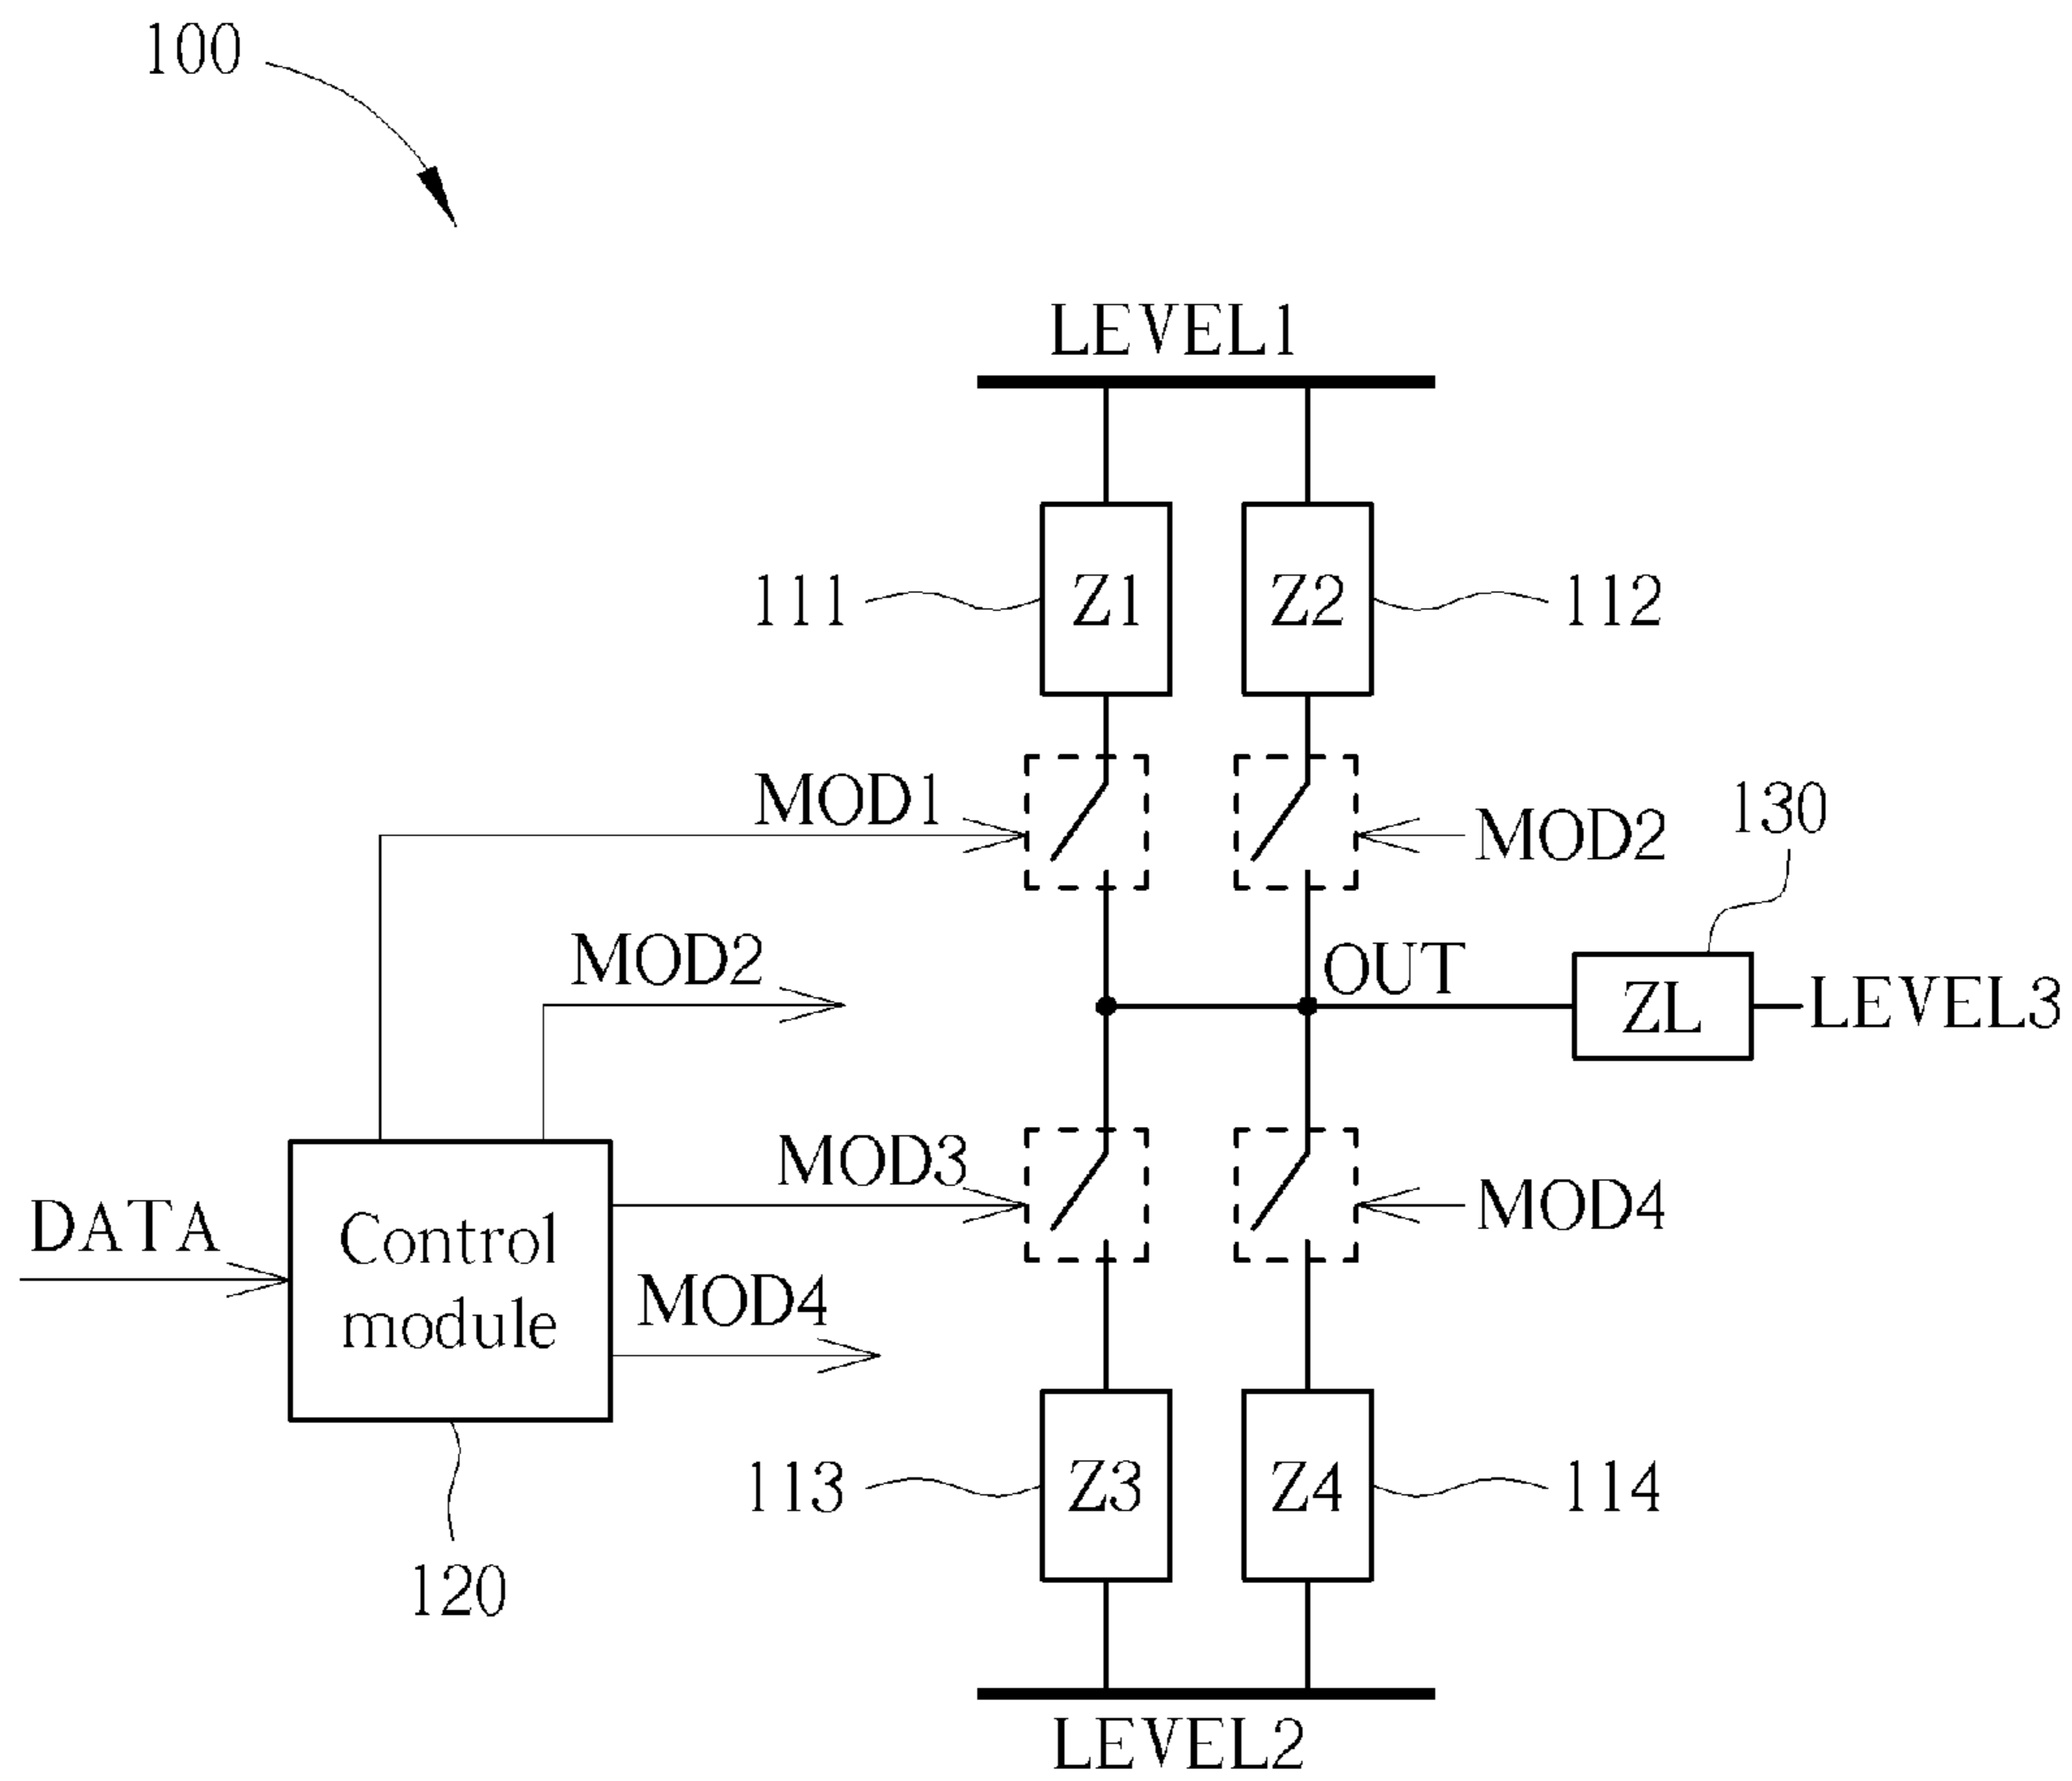 100
LEVEL1
111
Z1
Z2
112
MOD1
MOD2
130
MOD2
OUT
ZL
LEVEL3
MOD3
MOD4
DATA
Control
module
MOD4
113
Z3
Z4
114
120
LEVEL2